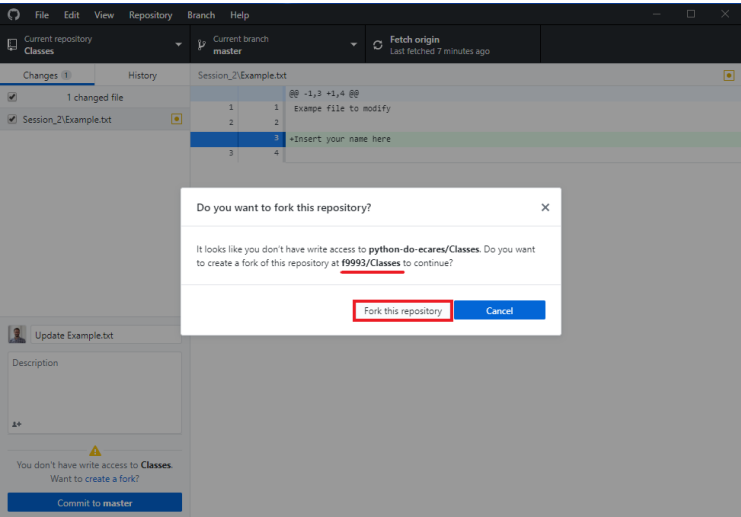 File Edit View Repository Branch Help
Current repository
Classes
Current branch
master
Fetch origin
Last fetched 7 minutes ago
Changes 1 History
1 changed file
Session_2\Example.txt
Session_2\Example.txt
@@ -1,3 +1,4 @@
1 1 Exampe file to modify
2 2
3 +Insert your name here
3 4
Do you want to fork this repository?
It looks like you don't have write access to python-do-ecares/Classes. Do you want
to create a fork of this repository at f9993/Classes to continue?
Fork this repository Cancel
Update Example.txt
Description
You don't have write access to Classes.
Want to create a fork?
Commit to master